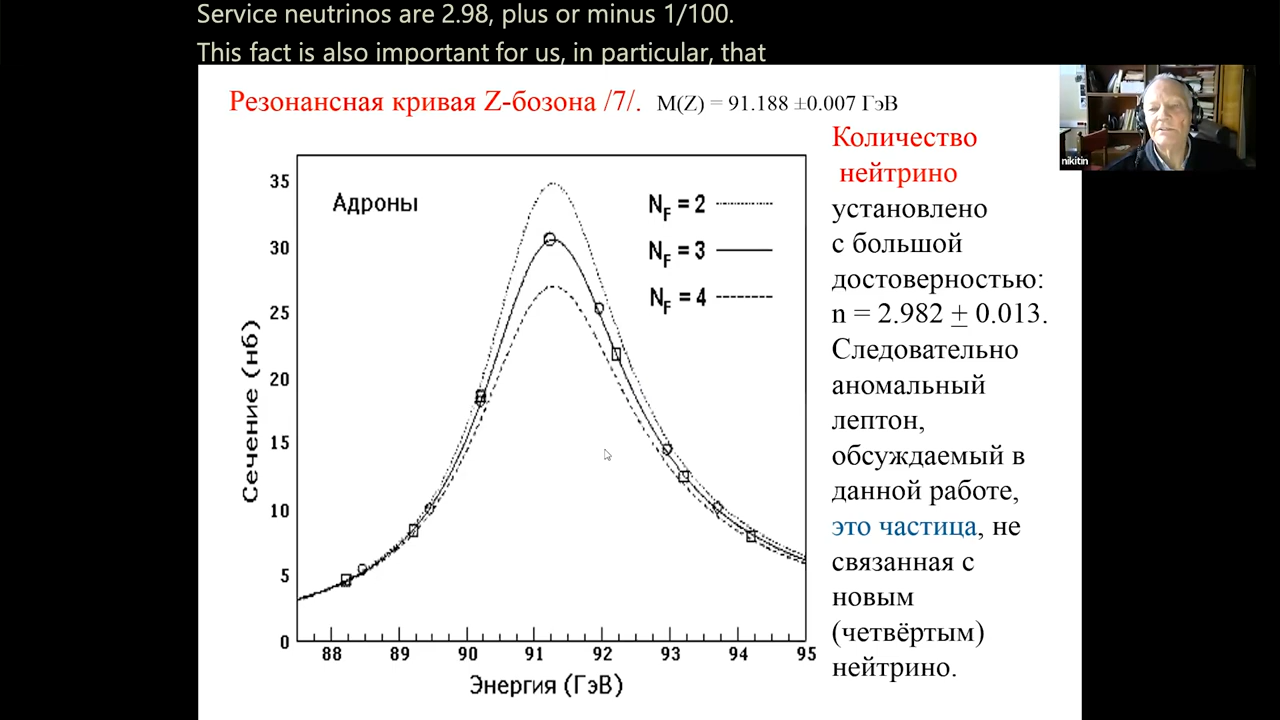 Service neutrinos are 2.98, plus or minus 1/100.
This fact is also important for us, in particular, that
Резонансная кривая Z-бозона /7/. M(Z) = 91.188 ±0.007 ГэВ
nikitin
Количество
нейтрино
установлено
с большой
достоверностью:
n = 2.982 ± 0.013.
Следовательно
аномальный
лептон,
обсуждаемый в
данной работе,
это частица, не
связанная с
новым
(четвёртым)
нейтрино.
Адроны
N_F = 2
N_F = 3
N_F = 4
Сечение (нб)
35
30
25
20
15
10
5
0
88 89 90 91 92 93 94 95
Энергия (ГэВ)